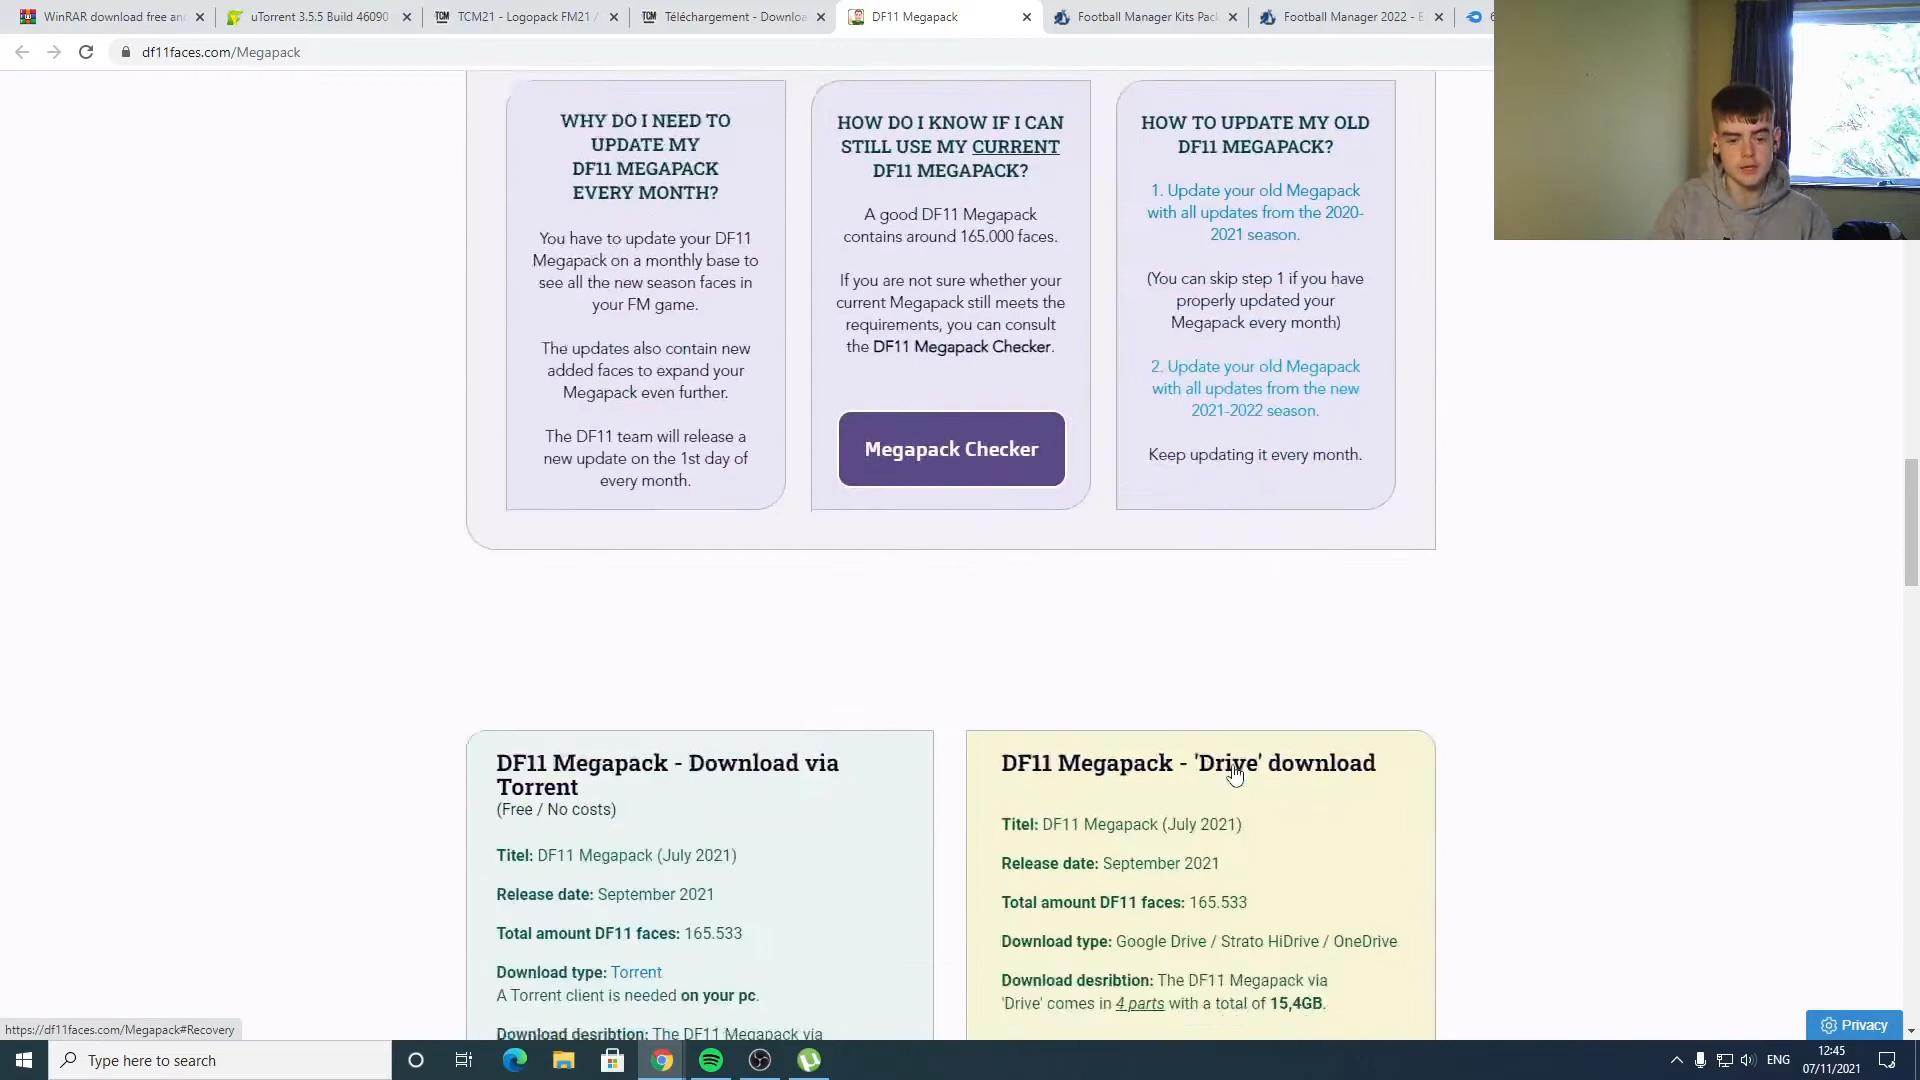 WinRAR download free an
uTorrent 3.5.5 Build 46090
TCM21 - Logopack FM21 /
Téléchargement - Downloa
DF11 Megapack
Football Manager Kits Pac
Football Manager 2022 - E
df11faces.com/Megapack
WHY DO I NEED TO
UPDATE MY
DF11 MEGAPACK
EVERY MONTH?
You have to update your DF11
Megapack on a monthly base to
see all the new season faces in
your FM game.
The updates also contain new
added faces to expand your
Megapack even further.
The DF11 team will release a
new update on the 1st day of
every month.
HOW DO I KNOW IF I CAN
STILL USE MY CURRENT
DF11 MEGAPACK?
A good DF11 Megapack
contains around 165.000 faces.
If you are not sure whether your
current Megapack still meets the
requirements, you can consult
the DF11 Megapack Checker.
Megapack Checker
HOW TO UPDATE MY OLD
DF11 MEGAPACK?
1. Update your old Megapack
with all updates from the 2020-
2021 season.
(You can skip step 1 if you have
properly updated your
Megapack every month)
2. Update your old Megapack
with all updates from the new
2021-2022 season.
Keep updating it every month.
DF11 Megapack - Download via
Torrent
(Free / No costs)
Titel: DF11 Megapack (July 2021)
Release date: September 2021
Total amount DF11 faces: 165.533
Download type: Torrent
A Torrent client is needed on your pc.
Download desribtion: The DF11 Megapack via
DF11 Megapack - 'Drive' download
Titel: DF11 Megapack (July 2021)
Release date: September 2021
Total amount DF11 faces: 165.533
Download type: Google Drive / Strato HiDrive / OneDrive
Download desribtion: The DF11 Megapack via
'Drive' comes in 4 parts with a total of 15,4GB.
Privacy
https://df11faces.com/Megapack#Recovery
Type here to search
ENG
12:45
07/11/2021